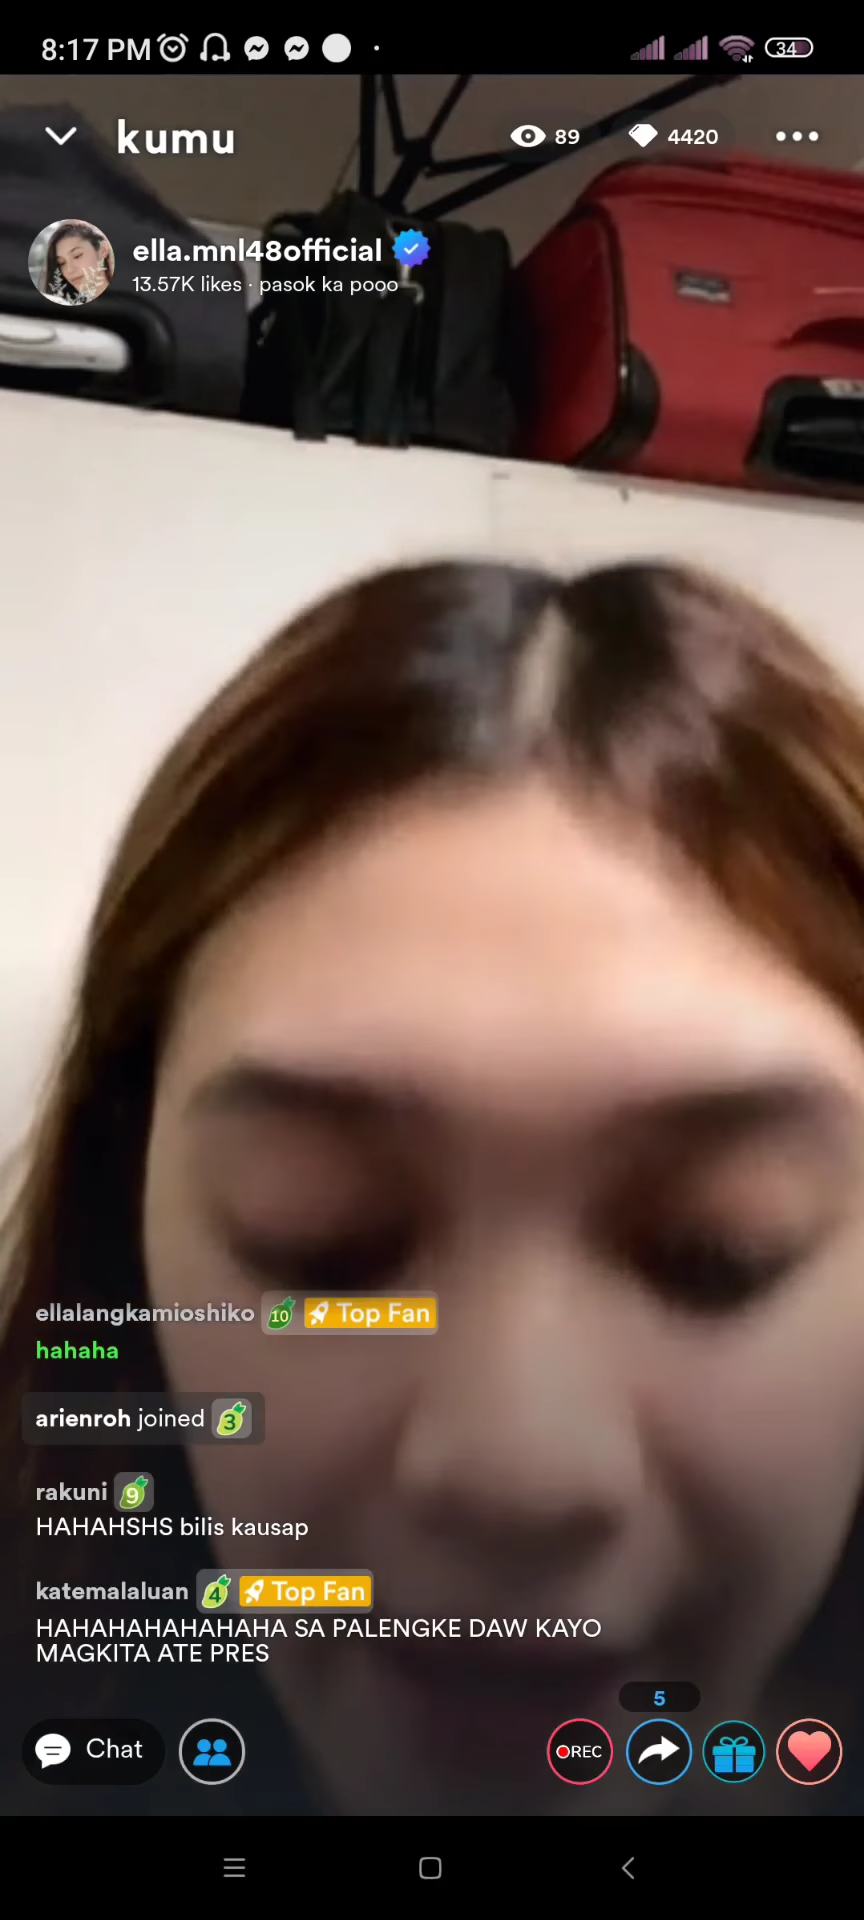 8:17 PM
34
kumu
89
4420
ella.mnl48official
13.57K likes · pasok ka pooo
ellalangkamioshiko 10 Top Fan
hahaha
arienroh joined 3
rakuni 9
HAHAHSHS bilis kausap
katemalaluan 4 Top Fan
HAHAHAHAHAHAHA SA PALENGKE DAW KAYO
MAGKITA ATE PRES
5
Chat
REC